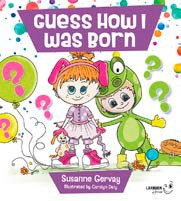 Guess How I
was Born
Susanne Gervay
Illustrated by Carolyn Daly